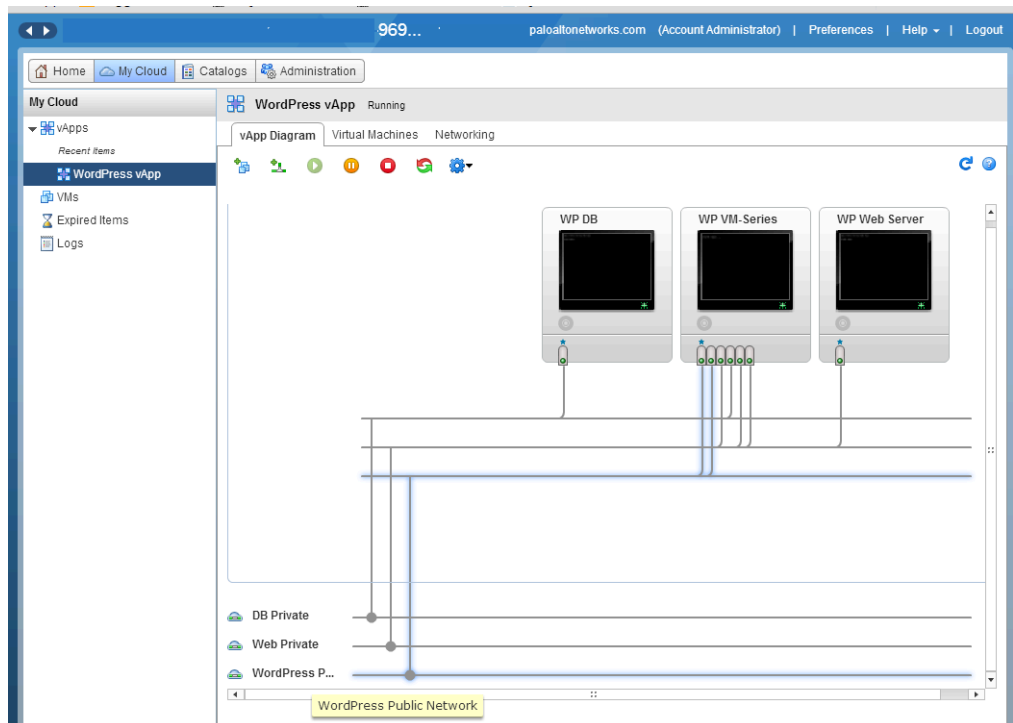 969...
paloaltonetworks.com (Account Administrator) | Preferences | Help | Logout
Home My Cloud Catalogs Administration
My Cloud
WordPress vApp Running
vApps
vApp Diagram Virtual Machines Networking
Recent Items
WordPress vApp
VMs
Expired Items
Logs
WP DB WP VM-Series WP Web Server
DB Private
Web Private
WordPress P...
WordPress Public Network